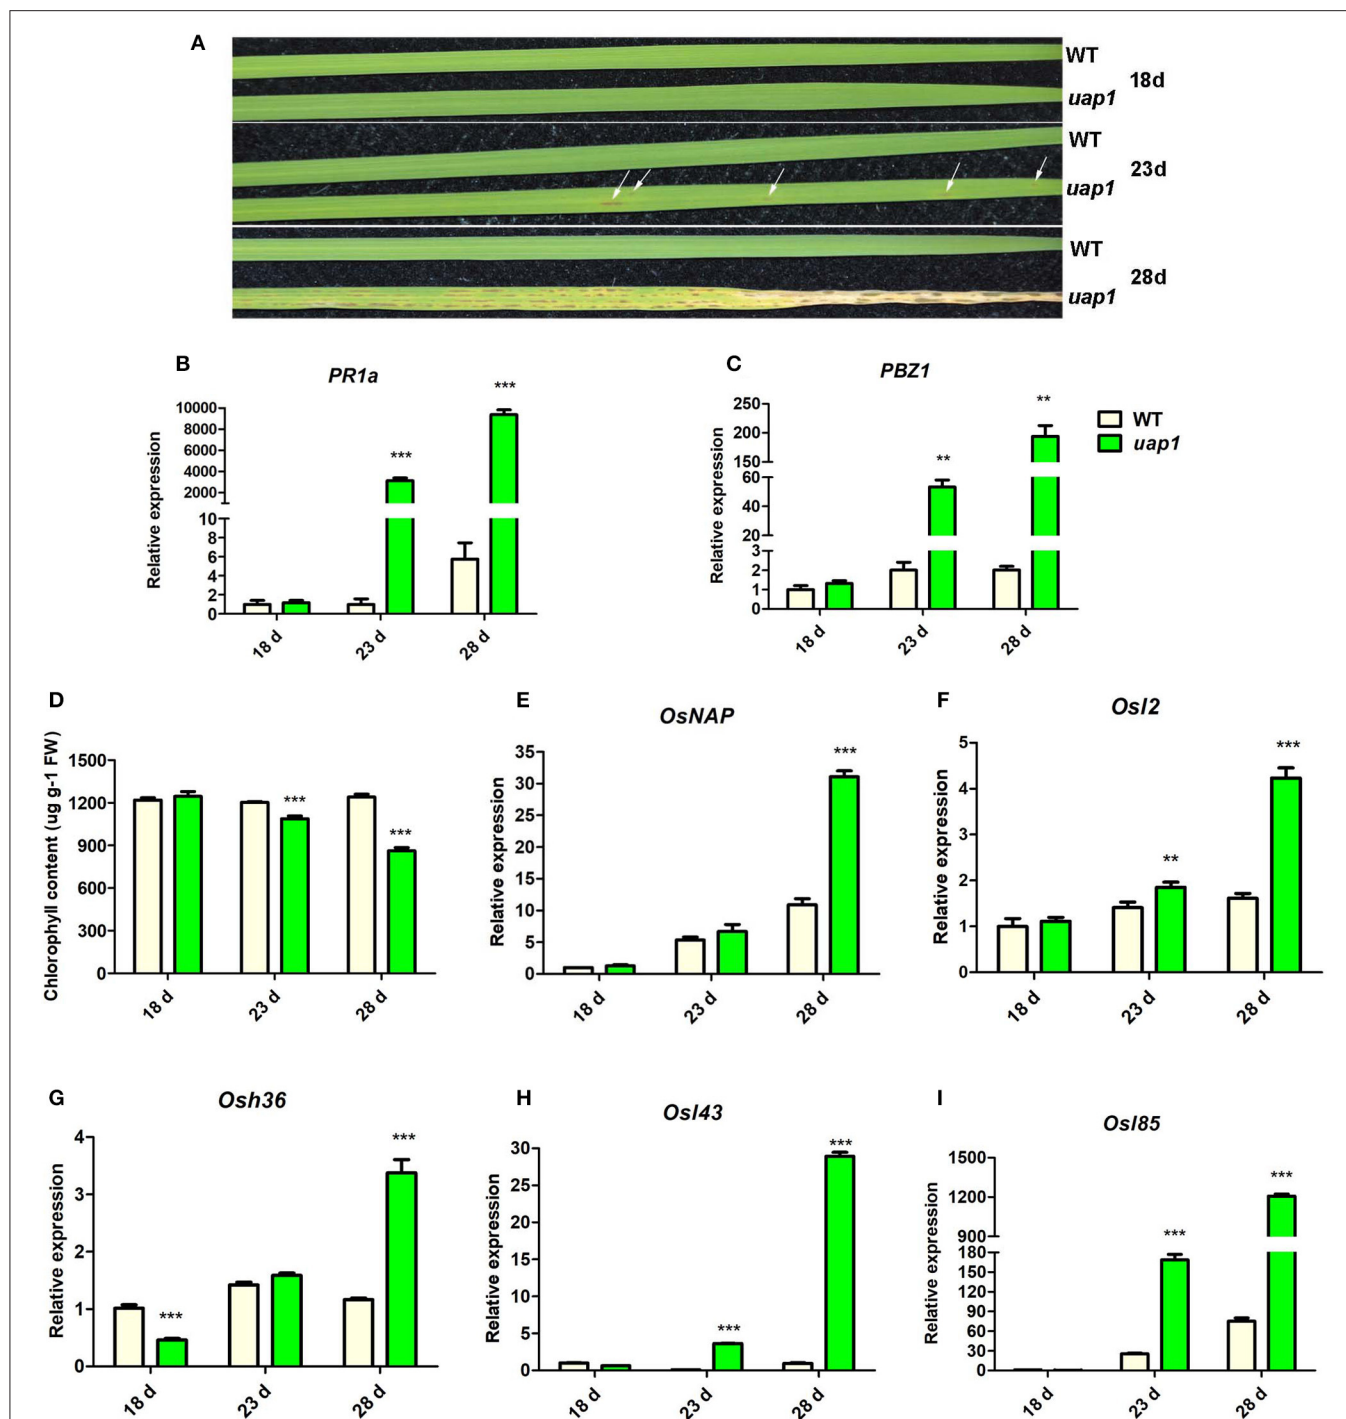 A
WT
18d
uap1
WT
23d
uap1
WT
28d
uap1
B
PR1a
Relative expression
10000
8000
6000
4000
2000
10
8
6
4
2
0
***
***
18 d
23 d
28 d
C
PBZ1
Relative expression
250
200
150
60
40
20
3
2
1
0
**
**
18 d
23 d
28 d
WT
uap1
D
Chlorophyll content (ug g-1 FW)
1500
1200
900
600
300
0
***
***
18 d
23 d
28 d
E
OsNAP
Relative expression
35
30
25
20
15
10
5
0
***
18 d
23 d
28 d
F
Osl2
Relative expression
5
4
3
2
1
0
**
***
18 d
23 d
28 d
G
Osh36
Relative expression
4
3
2
1
0
***
***
18 d
23 d
28 d
H
Osl43
Relative expression
30
25
20
15
10
5
0
***
***
18 d
23 d
28 d
I
Osl85
Relative expression
1500
1200
900
180
150
120
90
60
30
0
***
***
18 d
23 d
28 d